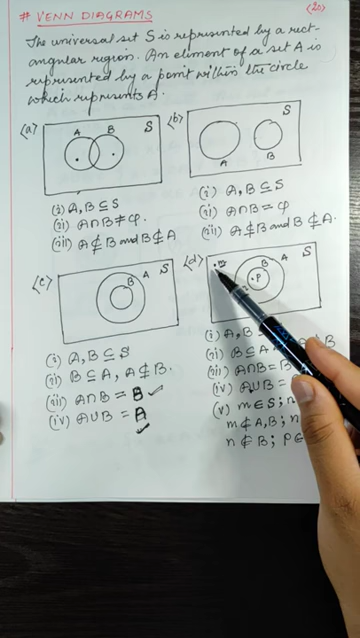 # VENN DIAGRAMS
(20)
The universal set S is represented by a rect-
angular region. An element of a set A is
represented by a point within the circle
which represents A.
(a)
A B S
(i) A, B ⊆ S
(ii) A∩B ≠ φ.
(iii) A ⊈ B and B ⊈ A
(b)
S
A B
(i) A, B ⊆ S
(ii) A∩B = φ
(iii) A ⊈ B and B ⊈ A.
(c)
B A S
(i) A, B ⊆ S
(ii) B ⊆ A, A ⊈ B.
(iii) A∩B = B ✓
(iv) A∪B = A
✓
(d)
m B A S
P
(i) A, B
(ii) B ⊆ A B
(iii) A∩B = B
(iv) A∪B =
(v) m ∈ S; n
m ∉ A, B; n
n ∉ B; P ∈